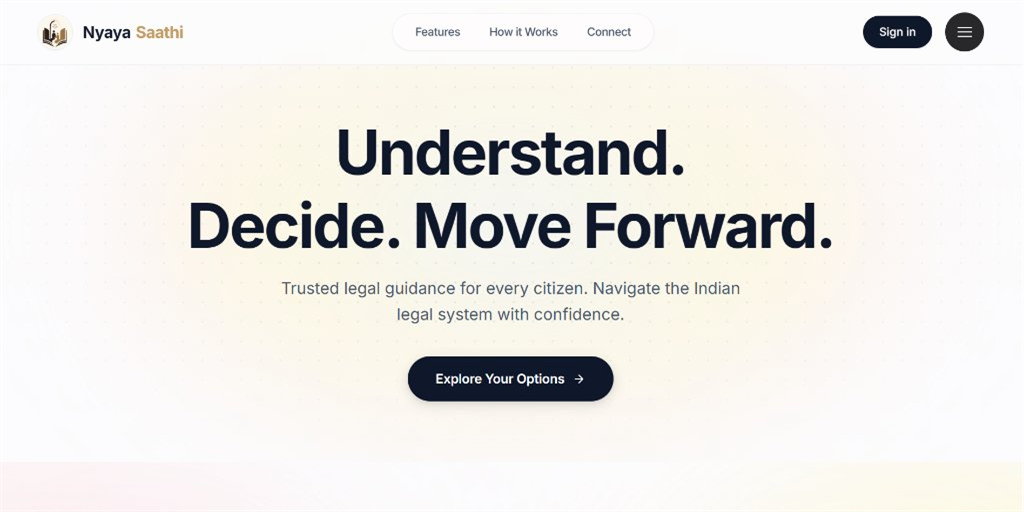 Nyaya Saathi
Features
How it Works
Connect
Sign in
Understand.
Decide. Move Forward.
Trusted legal guidance for every citizen. Navigate the Indian
legal system with confidence.
Explore Your Options →